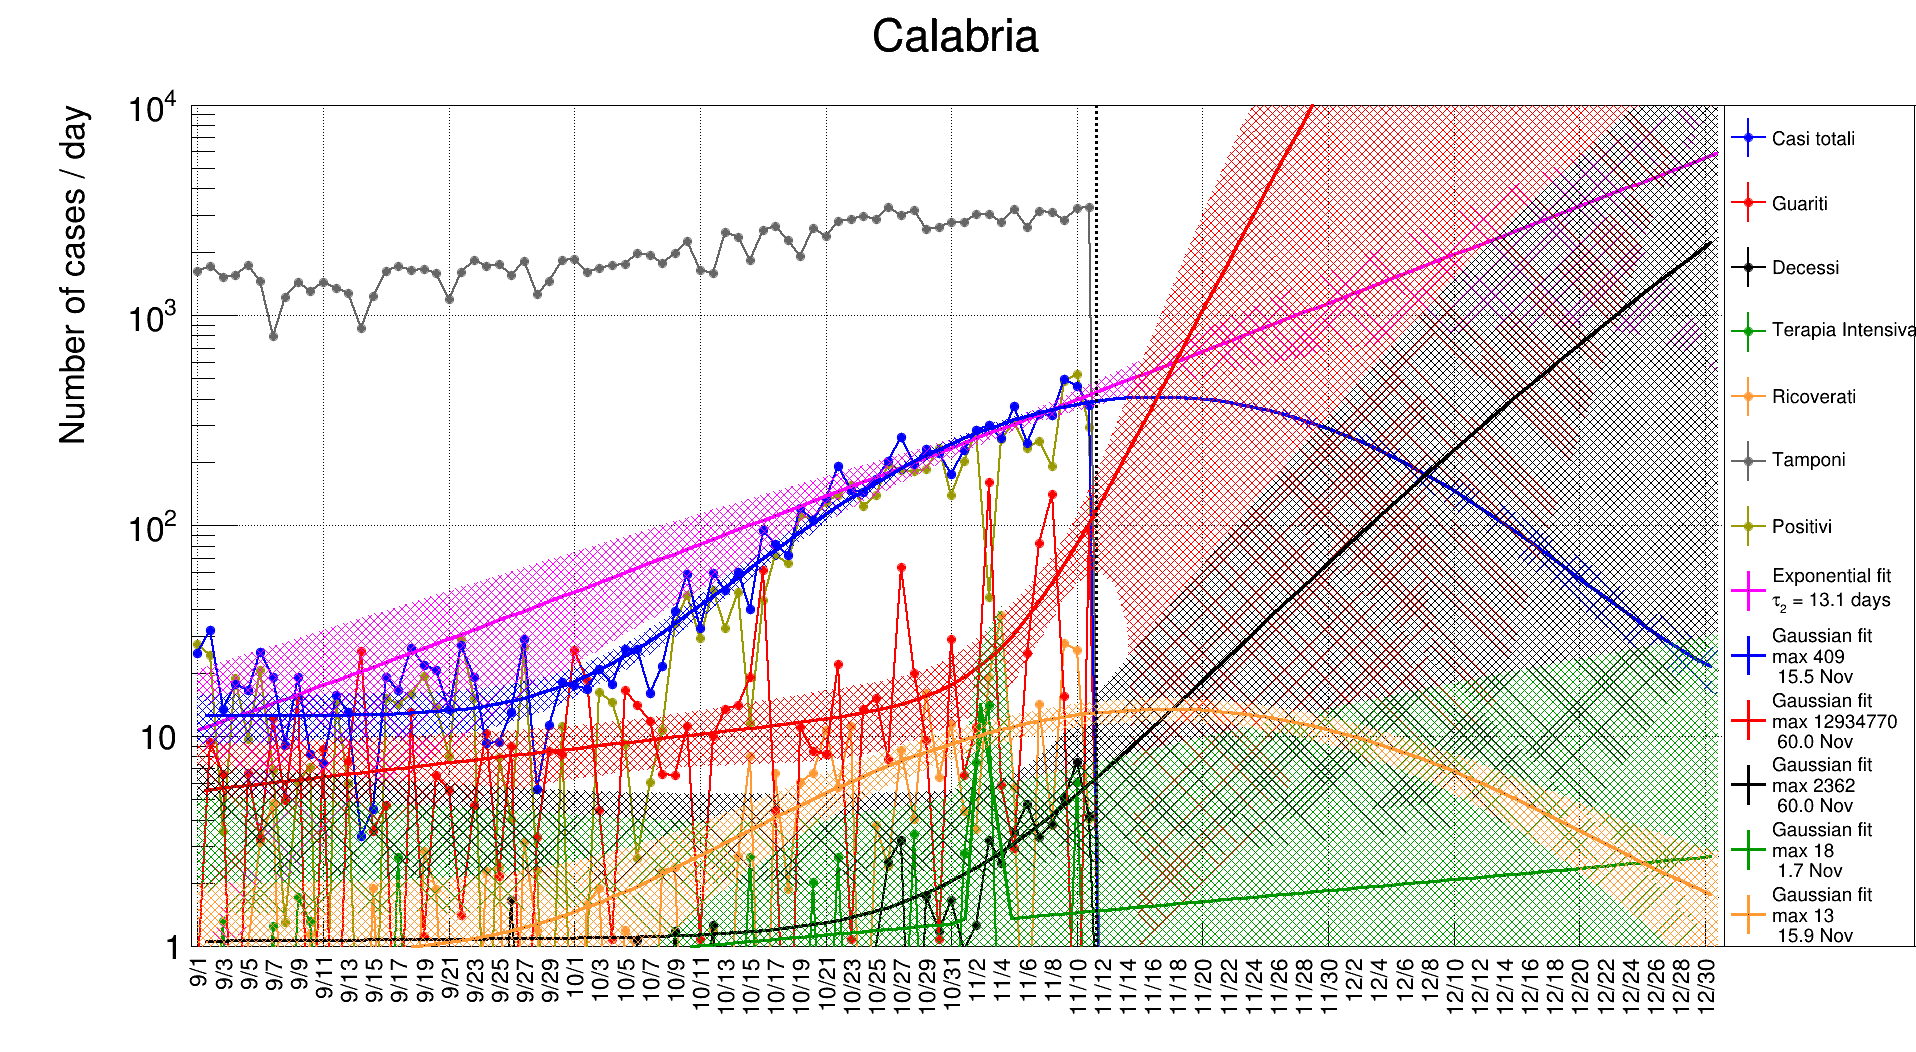 Calabria
Number of cases / day
10^4
10^3
10^2
10
1
9/1
9/3
9/5
9/7
9/9
9/11
9/13
9/15
9/17
9/19
9/21
9/23
9/25
9/27
9/29
10/1
10/3
10/5
10/7
10/9
10/11
10/13
10/15
10/17
10/19
10/21
10/23
10/25
10/27
10/29
10/31
11/2
11/4
11/6
11/8
11/10
11/12
11/14
11/16
11/18
11/20
11/22
11/24
11/26
11/28
11/30
12/2
12/4
12/6
12/8
12/10
12/12
12/14
12/16
12/18
12/20
12/22
12/24
12/26
12/28
12/30
Casi totali
Guariti
Decessi
Terapia Intensiva
Ricoverati
Tamponi
Positivi
Exponential fit
τ2 = 13.1 days
Gaussian fit
max 409
15.5 Nov
Gaussian fit
max 12934770
60.0 Nov
Gaussian fit
max 2362
60.0 Nov
Gaussian fit
max 18
1.7 Nov
Gaussian fit
max 13
15.9 Nov